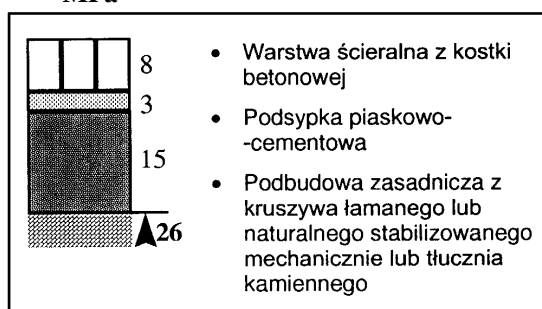 MPa
8
3
15
26
• Warstwa ścieralna z kostki
betonowej
• Podsypka piaskowo-
-cementowa
• Podbudowa zasadnicza z
kruszywa łamanego lub
naturalnego stabilizowanego
mechanicznie lub tłucznia
kamiennego